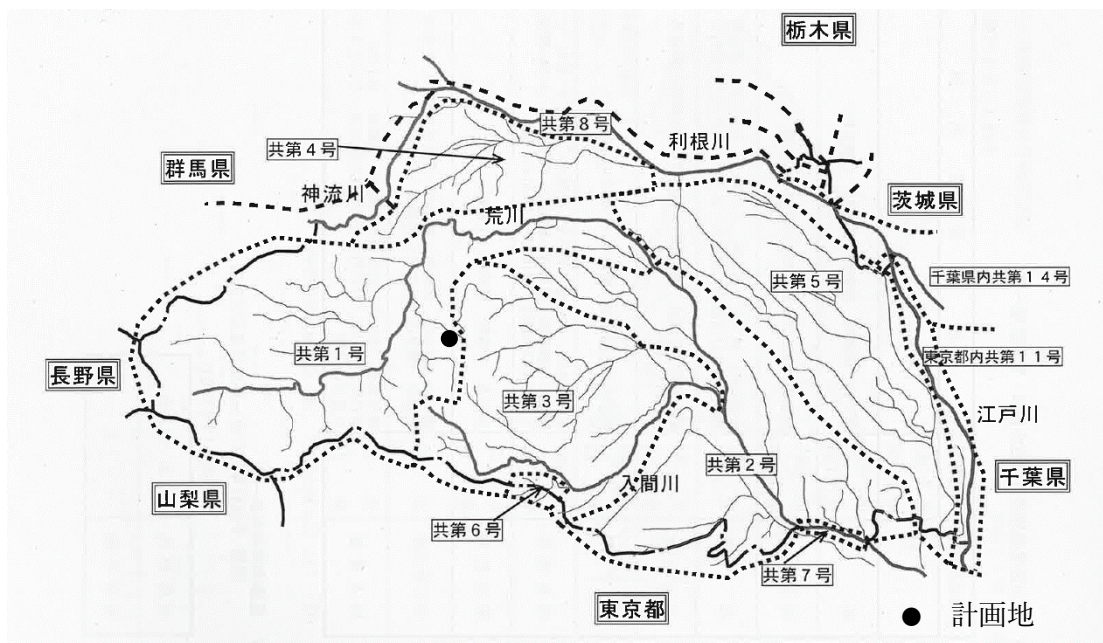 栃木県
共第8号
利根川
共第4号
群馬県
神流川
茨城県
荒川
千葉県内共第14号
共第5号
共第1号
東京都内共第11号
長野県
共第3号
江戸川
共第2号
千葉県
入間川
山梨県
共第6号
共第7号
東京都
● 計画地